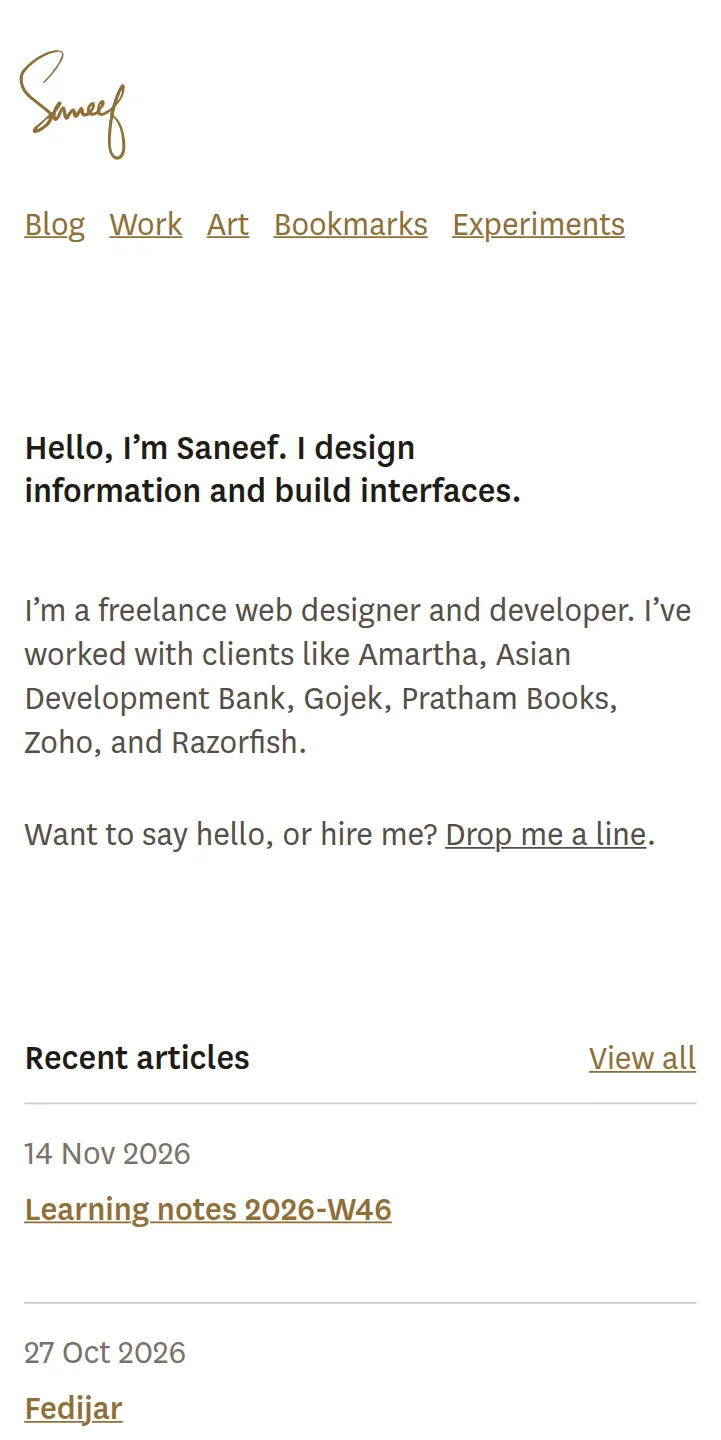 Saneef
Blog Work Art Bookmarks Experiments
Hello, I’m Saneef. I design
information and build interfaces.
I’m a freelance web designer and developer. I’ve
worked with clients like Amartha, Asian
Development Bank, Gojek, Pratham Books,
Zoho, and Razorfish.
Want to say hello, or hire me? Drop me a line.
Recent articles View all
14 Nov 2026
Learning notes 2026-W46
27 Oct 2026
Fedijar